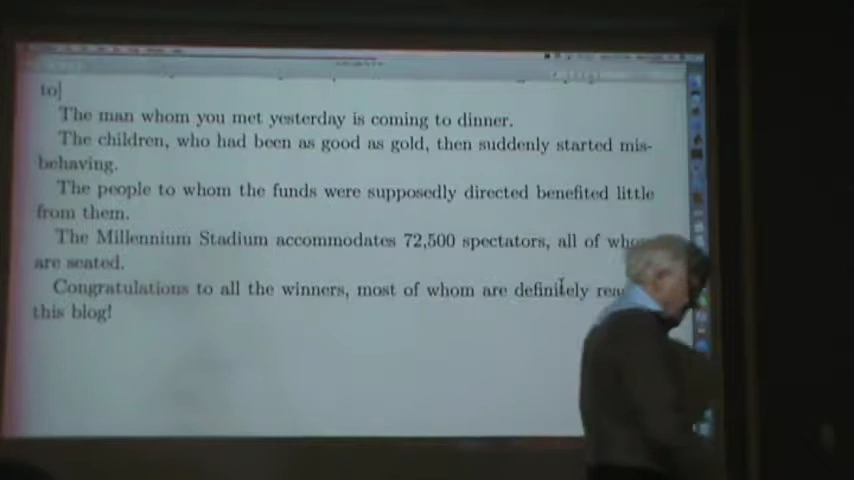 to]
The man whom you met yesterday is coming to dinner.
The children, who had been as good as gold, then suddenly started mis-
behaving.
The people to whom the funds were supposedly directed benefited little
from them.
The Millennium Stadium accommodates 72,500 spectators, all of
are seated.
Congratulations to all the winners, most of whom are definitely
this blog!